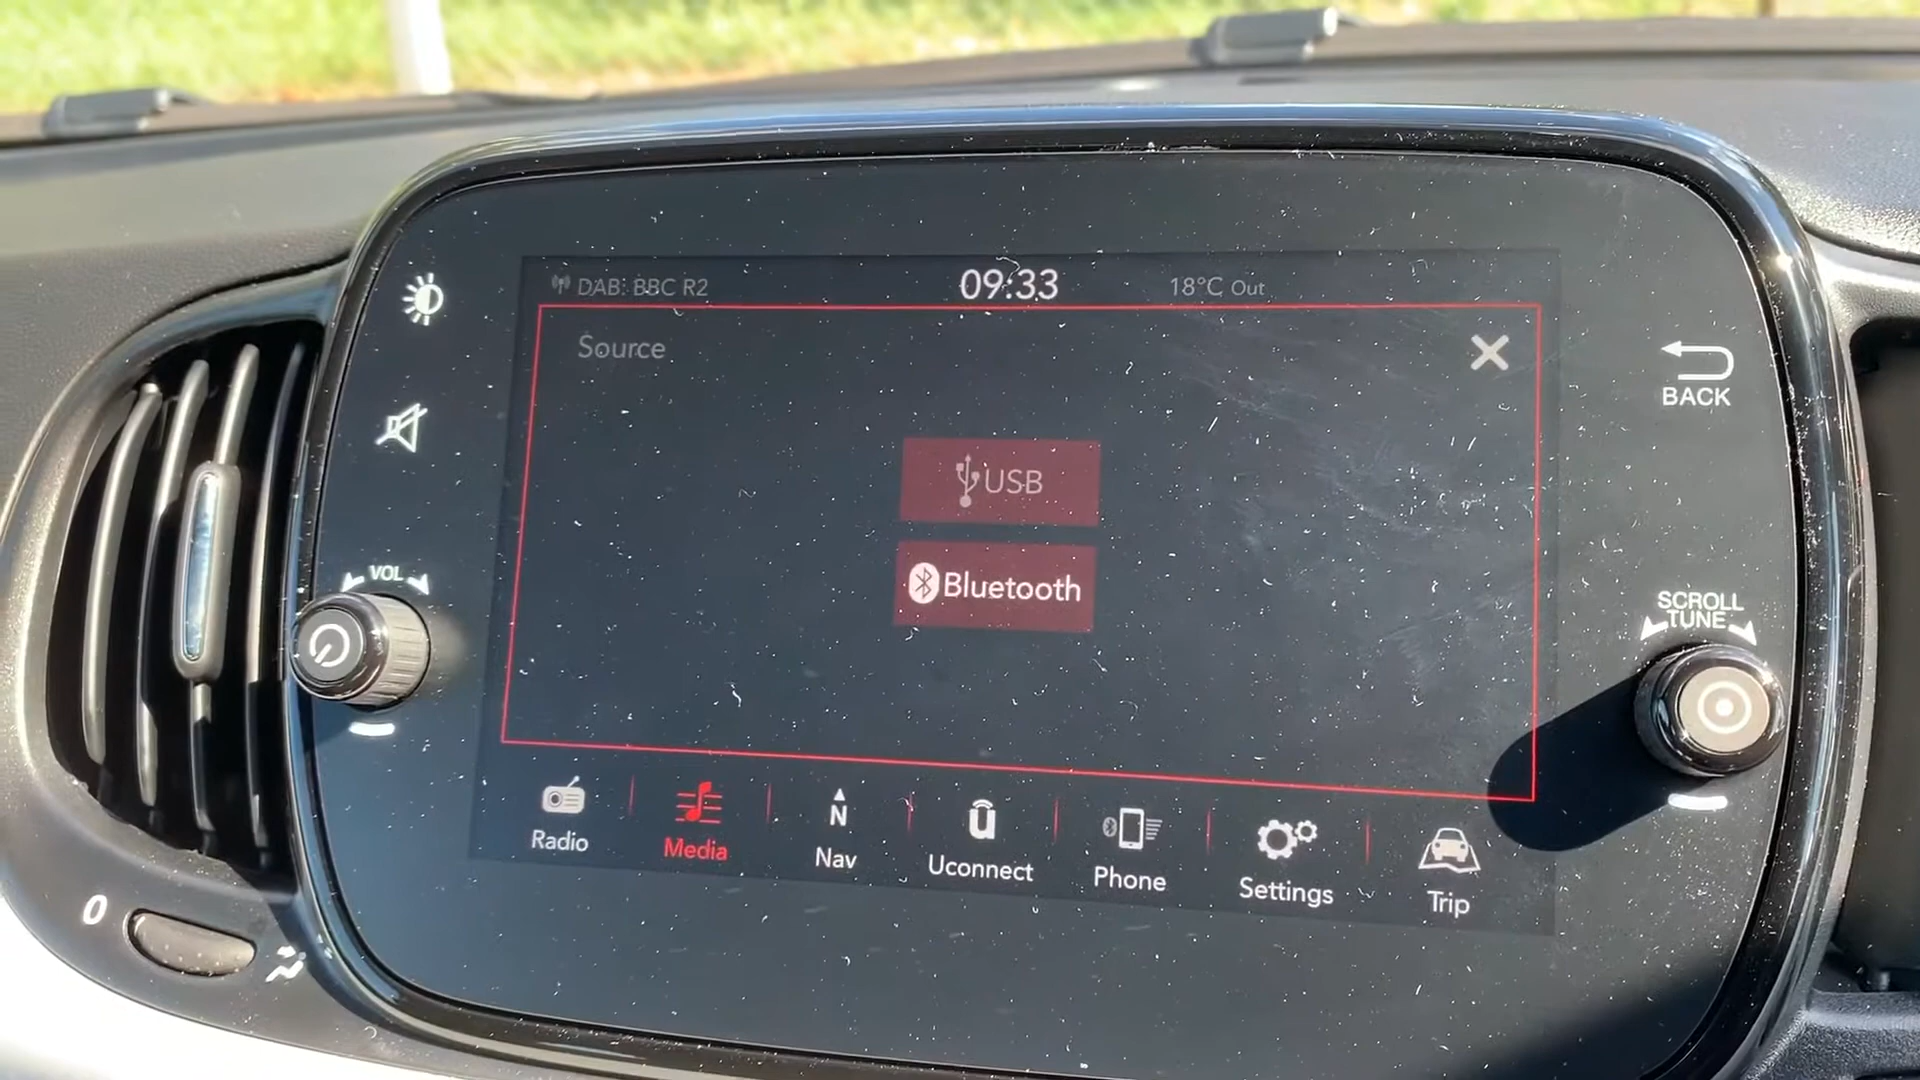 DAB: BBC R2
09:33
18°C Out
Source
BACK
USB
Bluetooth
VOL
SCROLL
TUNE
Radio
Media
N
Nav
Uconnect
Phone
Settings
Trip
0